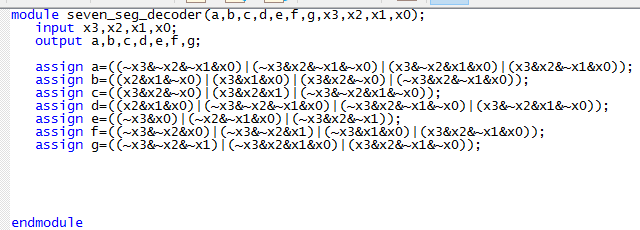 module seven_seg_decoder(a,b,c,d,e,f,g,x3,x2,x1,x0);
input x3,x2,x1,x0;
output a,b,c,d,e,f,g;
assign a=((~x3&~x2&~x1&x0)|(~x3&x2&~x1&~x0)|(x3&~x2&x1&x0)|(x3&x2&~x1&x0));
assign b=((x2&x1&~x0)|(x3&x1&x0)|(x3&x2&~x0)|(~x3&x2&~x1&x0));
assign c=((x3&x2&~x0)|(x3&x2&x1)|(~x3&~x2&x1&~x0));
assign d=((x2&x1&x0)|(~x3&~x2&~x1&x0)|(~x3&x2&~x1&~x0)|(x3&~x2&x1&~x0));
assign e=((~x3&x0)|(~x2&~x1&x0)|(~x3&x2&~x1));
assign f=((~x3&~x2&x0)|(~x3&~x2&x1)|(~x3&x1&x0)|(x3&x2&~x1&x0));
assign g=((~x3&~x2&~x1)|(~x3&x2&x1&x0)|(x3&x2&~x1&~x0));
endmodule